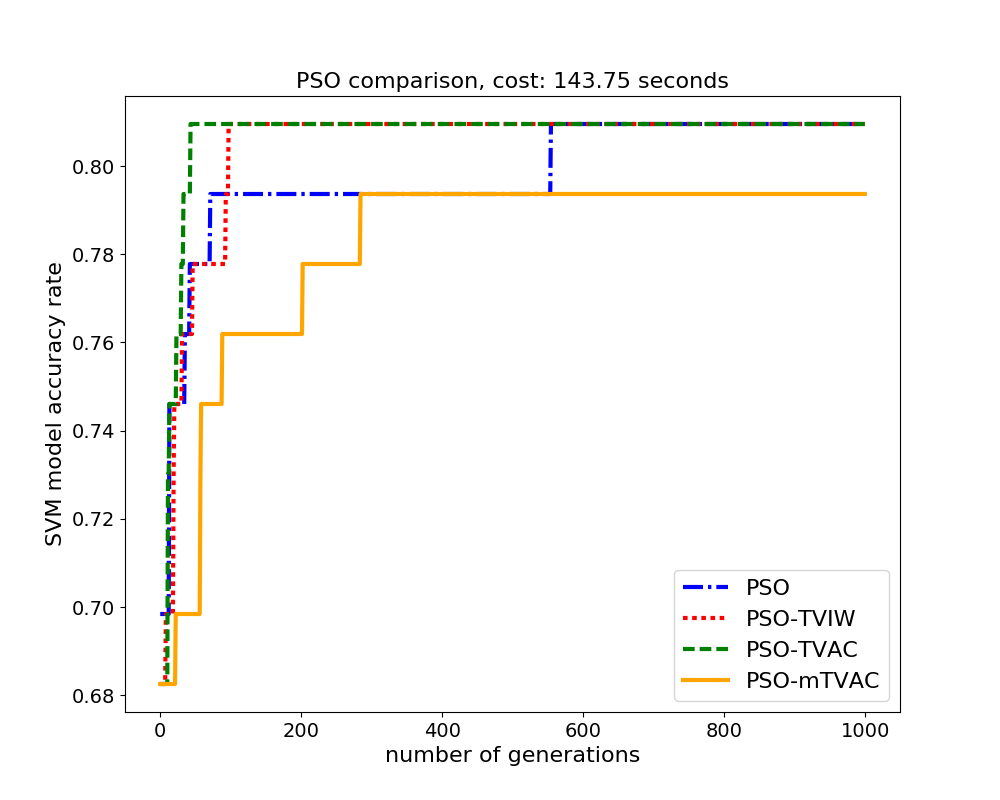 PSO comparison, cost: 143.75 seconds
SVM model accuracy rate
0.80
0.78
0.76
0.74
0.72
0.70
0.68
0 200 400 600 800 1000
number of generations
PSO
PSO-TVIW
PSO-TVAC
PSO-mTVAC